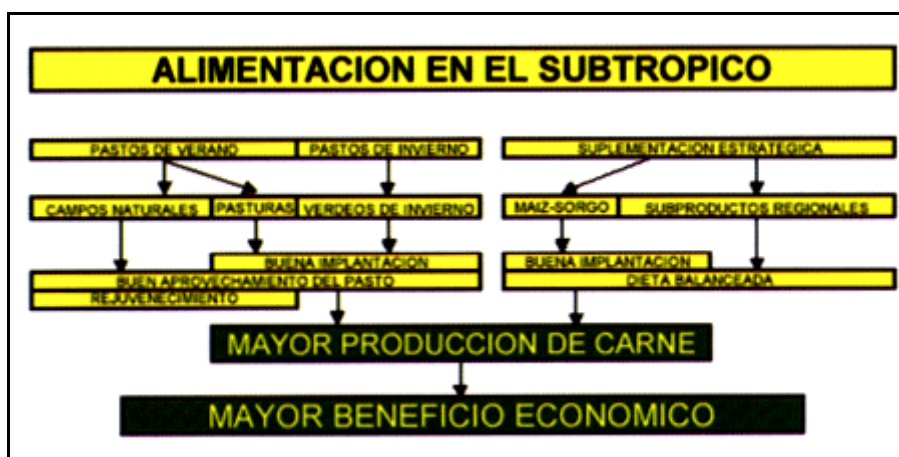 ALIMENTACION EN EL SUBTROPICO
PASTOS DE VERANO PASTOS DE INVIERNO SUPLEMENTACION ESTRATEGICA
CAMPOS NATURALES PASTURAS VERDEOS DE INVIERNO MAIZ-SORGO SUBPRODUCTOS REGIONALES
BUENA IMPLANTACION BUENA IMPLANTACION
BUEN APROVECHAMIENTO DEL PASTO DIETA BALANCEADA
REJUVENECIMIENTO
MAYOR PRODUCCION DE CARNE
MAYOR BENEFICIO ECONOMICO